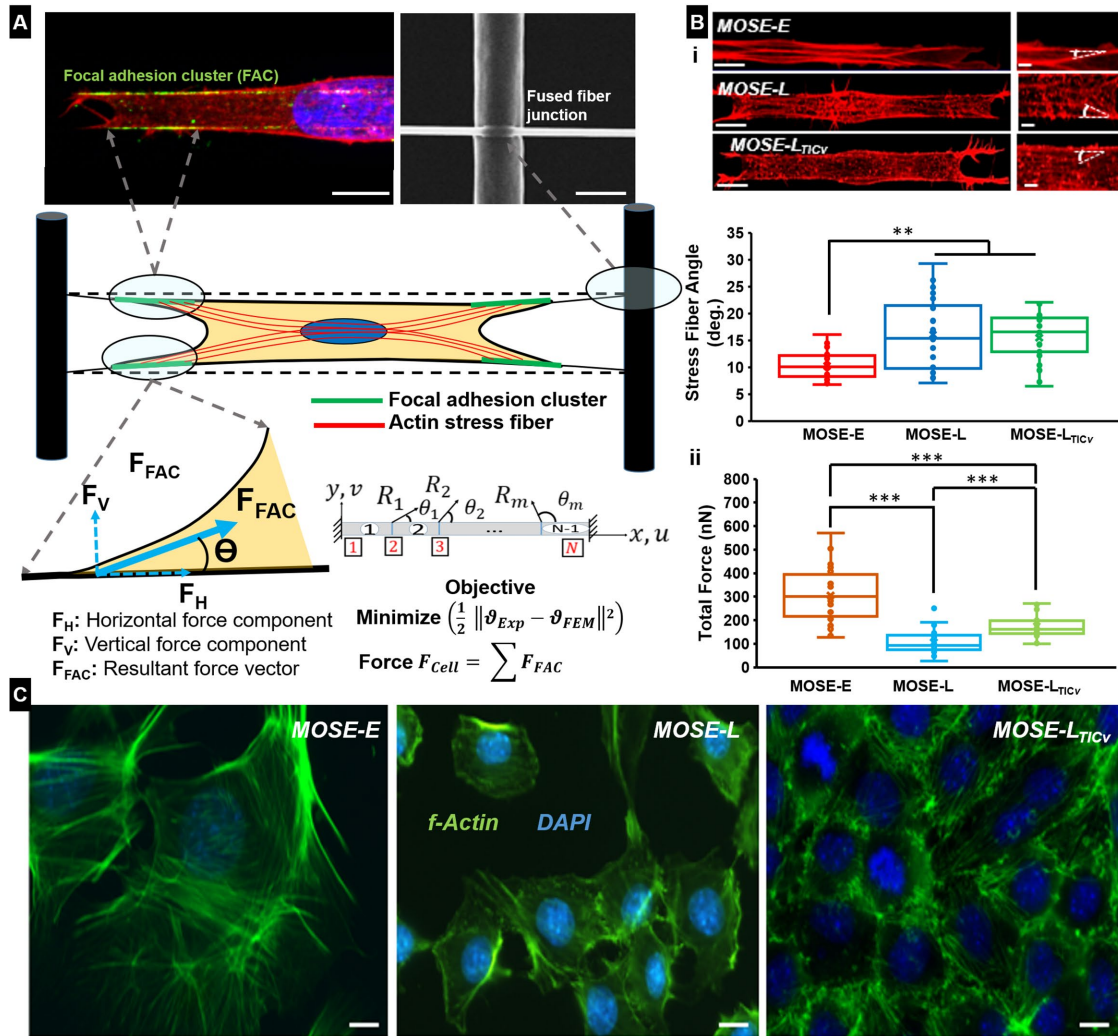 A
Focal adhesion cluster (FAC)
Fused fiber
junction
Focal adhesion cluster
Actin stress fiber
F_FAC
F_V
F_FAC
Θ
F_H
F_H: Horizontal force component
F_V: Vertical force component
F_FAC: Resultant force vector
y, v
R_1
R_2
R_m
θ_1
θ_2
θ_m
1
2
...
N-1
x, u
1
2
3
N
Objective
Minimize (1/2 ‖ϑ_Exp − ϑ_FEM‖²)
Force F_Cell = ∑ F_FAC
B
i
MOSE-E
MOSE-L
MOSE-L_TICv
Stress Fiber Angle
(deg.)
35
30
25
20
15
10
5
0
**
MOSE-E
MOSE-L
MOSE-L_TICv
ii
Total Force (nN)
800
700
600
500
400
300
200
100
0
***
***
***
MOSE-E
MOSE-L
MOSE-L_TICv
C
MOSE-E
MOSE-L
f-Actin
DAPI
MOSE-L_TICv